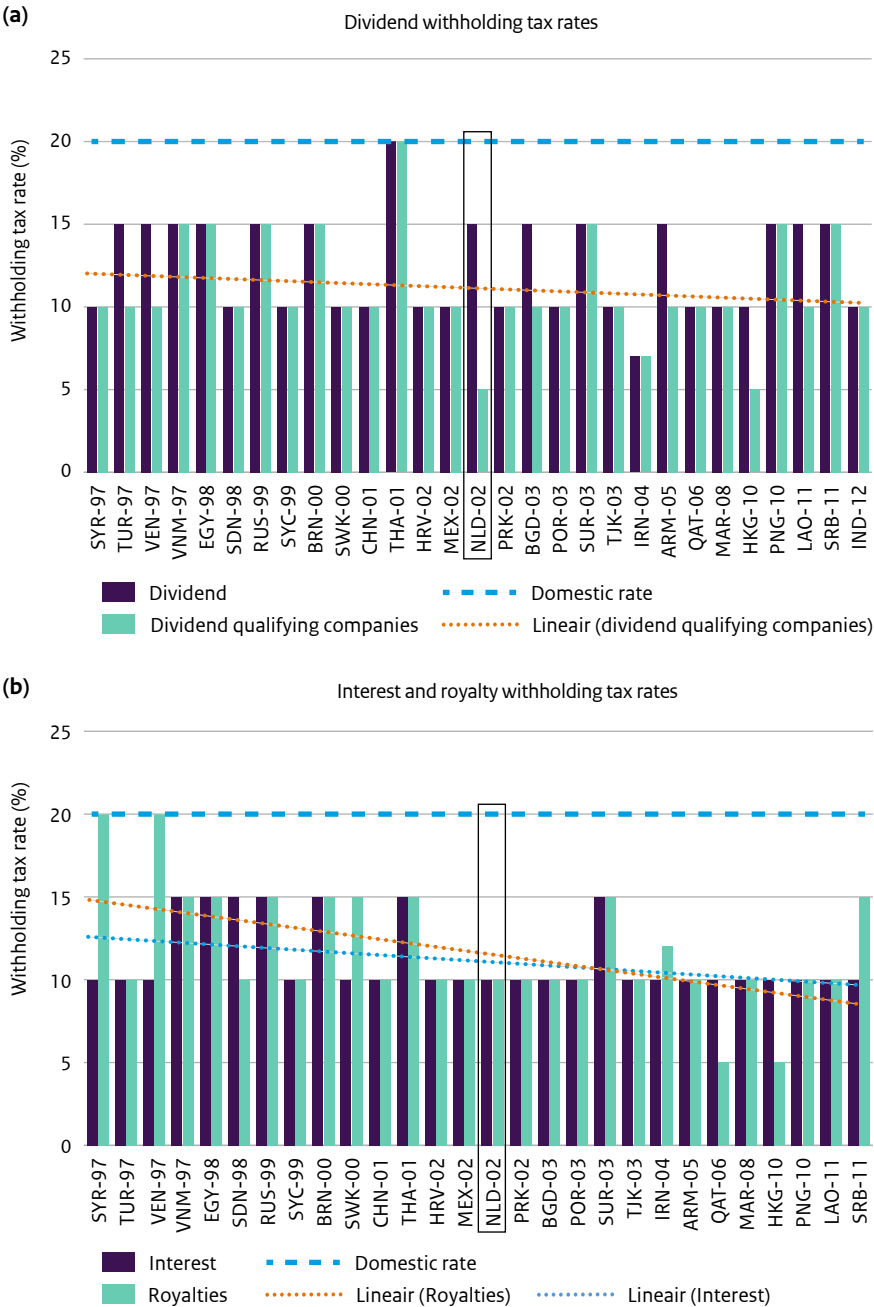 (a)
Dividend withholding tax rates
Withholding tax rate (%)
25
20
15
10
5
0
SYR-97
TUR-97
VEN-97
VNM-97
EGY-98
SDN-98
RUS-99
SYC-99
BRN-00
SWK-00
CHN-01
THA-01
HRV-02
MEX-02
NLD-02
PRK-02
BGD-03
POR-03
SUR-03
TJK-03
IRN-04
ARM-05
QAT-06
MAR-08
HKG-10
PNG-10
LAO-11
SRB-11
IND-12
Dividend
Domestic rate
Dividend qualifying companies
Lineair (dividend qualifying companies)
(b)
Interest and royalty withholding tax rates
Withholding tax rate (%)
25
20
15
10
5
0
SYR-97
TUR-97
VEN-97
VNM-97
EGY-98
SDN-98
RUS-99
SYC-99
BRN-00
SWK-00
CHN-01
THA-01
HRV-02
MEX-02
NLD-02
PRK-02
BGD-03
POR-03
SUR-03
TJK-03
IRN-04
ARM-05
QAT-06
MAR-08
HKG-10
PNG-10
LAO-11
SRB-11
Interest
Domestic rate
Royalties
Lineair (Royalties)
Lineair (Interest)